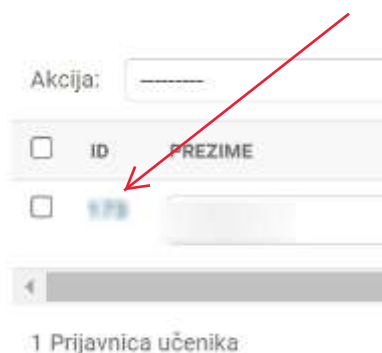 Akcija: ---------
ID PREZIME
1 Prijavnica učenika